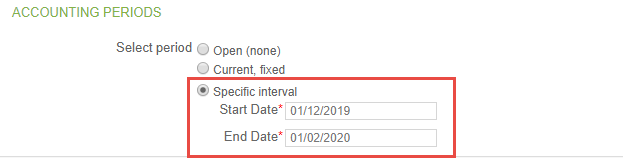 ACCOUNTING PERIODS
Select period Open (none)
Current, fixed
Specific interval
Start Date* 01/12/2019
End Date* 01/02/2020